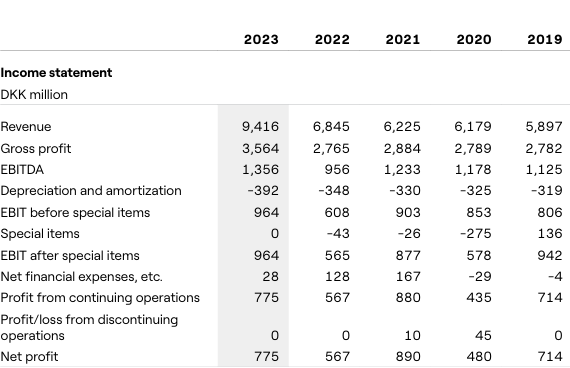 2023 2022 2021 2020 2019
Income statement
DKK million
Revenue 9,416 6,845 6,225 6,179 5,897
Gross profit 3,564 2,765 2,884 2,789 2,782
EBITDA 1,356 956 1,233 1,178 1,125
Depreciation and amortization -392 -348 -330 -325 -319
EBIT before special items 964 608 903 853 806
Special items 0 -43 -26 -275 136
EBIT after special items 964 565 877 578 942
Net financial expenses, etc. 28 128 167 -29 -4
Profit from continuing operations 775 567 880 435 714
Profit/loss from discontinuing
operations 0 0 10 45 0
Net profit 775 567 890 480 714